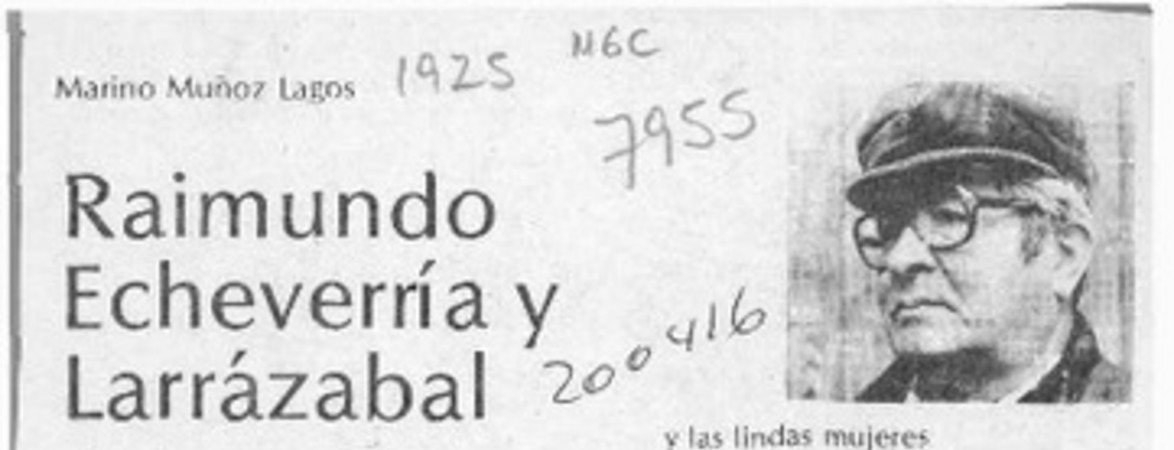 Marino Muñoz Lagos 1925 MGC
7955
Raimundo
Echeverría y
Larrázabal
200416
y las lindas mujeres